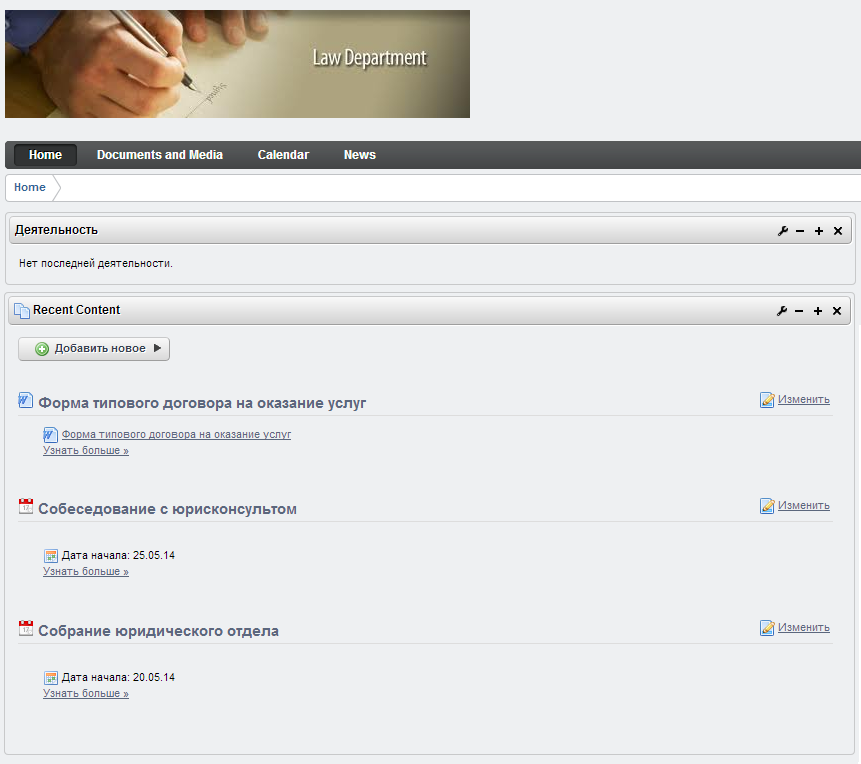 Law Department
Home Documents and Media Calendar News
Home
Деятельность
Нет последней деятельности.
Recent Content
Добавить новое
Форма типового договора на оказание услуг Изменить
Форма типового договора на оказание услуг
Узнать больше »
Собеседование с юрисконсультом Изменить
Дата начала: 25.05.14
Узнать больше »
Собрание юридического отдела Изменить
Дата начала: 20.05.14
Узнать больше »